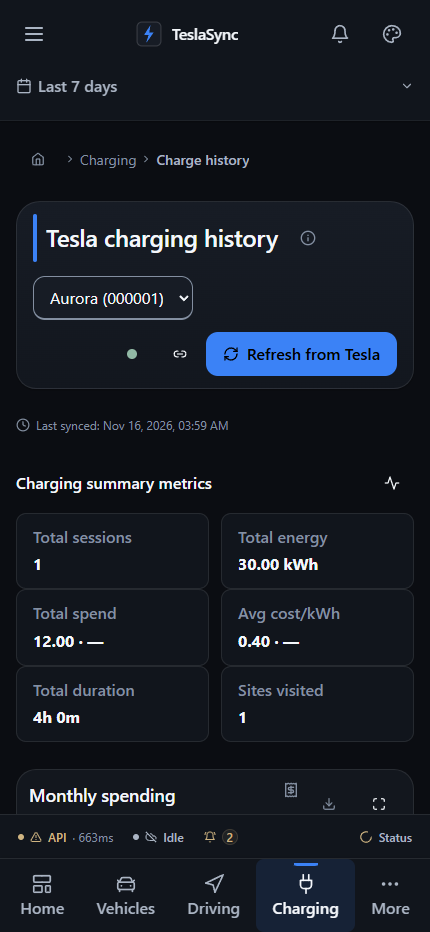 TeslaSync
Last 7 days
Charging
Charge history
Tesla charging history
Aurora (000001)
Refresh from Tesla
Last synced: Nov 16, 2026, 03:59 AM
Charging summary metrics
Total sessions
1
Total energy
30.00 kWh
Total spend
12.00 · —
Avg cost/kWh
0.40 · —
Total duration
4h 0m
Sites visited
1
Monthly spending
API · 663ms
Idle
2
Status
Home
Vehicles
Driving
Charging
More